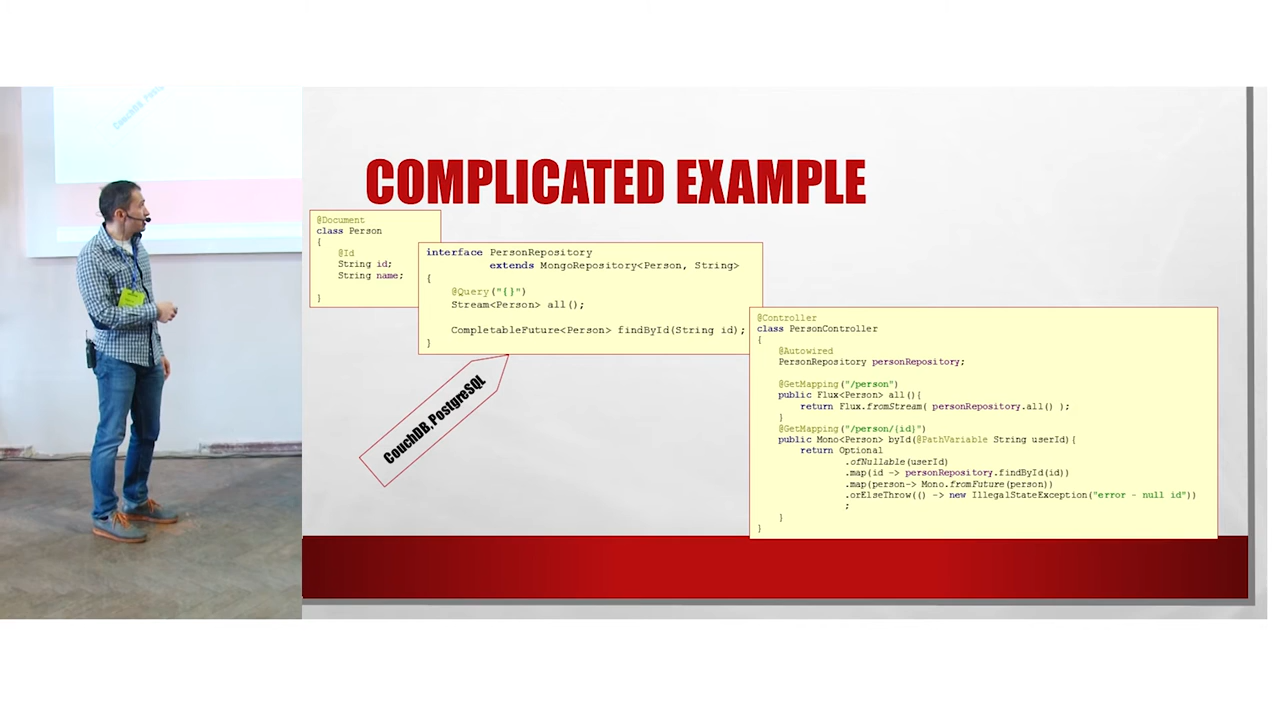 COMPLICATED EXAMPLE
@Document
class Person
{
@Id
String id;
String name;
}
interface PersonRepository
extends MongoRepository<Person, String>
{
@Query("{}")
Stream<Person> all();
CompletableFuture<Person> findById(String id);
}
CouchDB,PostgreSQL
@Controller
class PersonController
{
@Autowired
PersonRepository personRepository;
@GetMapping("/person")
public Flux<Person> all(){
return Flux.fromStream( personRepository.all() );
}
@GetMapping("/person/{id}")
public Mono<Person> byId(@PathVariable String userId){
return Optional
.ofNullable(userId)
.map(id -> personRepository.findById(id))
.map(person-> Mono.fromFuture(person))
.orElseThrow(() -> new IllegalStateException("error - null id"))
;
}
}